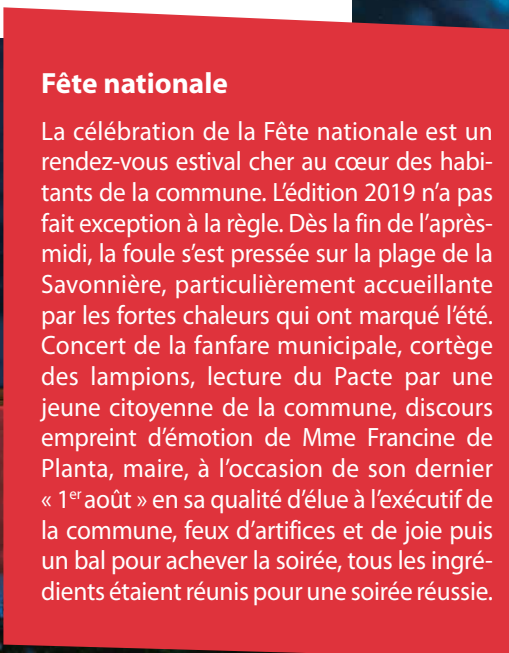 Fête nationale
La célébration de la Fête nationale est un
rendez-vous estival cher au cœur des habi-
tants de la commune. L’édition 2019 n’a pas
fait exception à la règle. Dès la fin de l’après-
midi, la foule s’est pressée sur la plage de la
Savonnière, particulièrement accueillante
par les fortes chaleurs qui ont marqué l’été.
Concert de la fanfare municipale, cortège
des lampions, lecture du Pacte par une
jeune citoyenne de la commune, discours
empreint d’émotion de Mme Francine de
Planta, maire, à l’occasion de son dernier
« 1er août » en sa qualité d’élue à l’exécutif de
la commune, feux d’artifices et de joie puis
un bal pour achever la soirée, tous les ingré-
dients étaient réunis pour une soirée réussie.